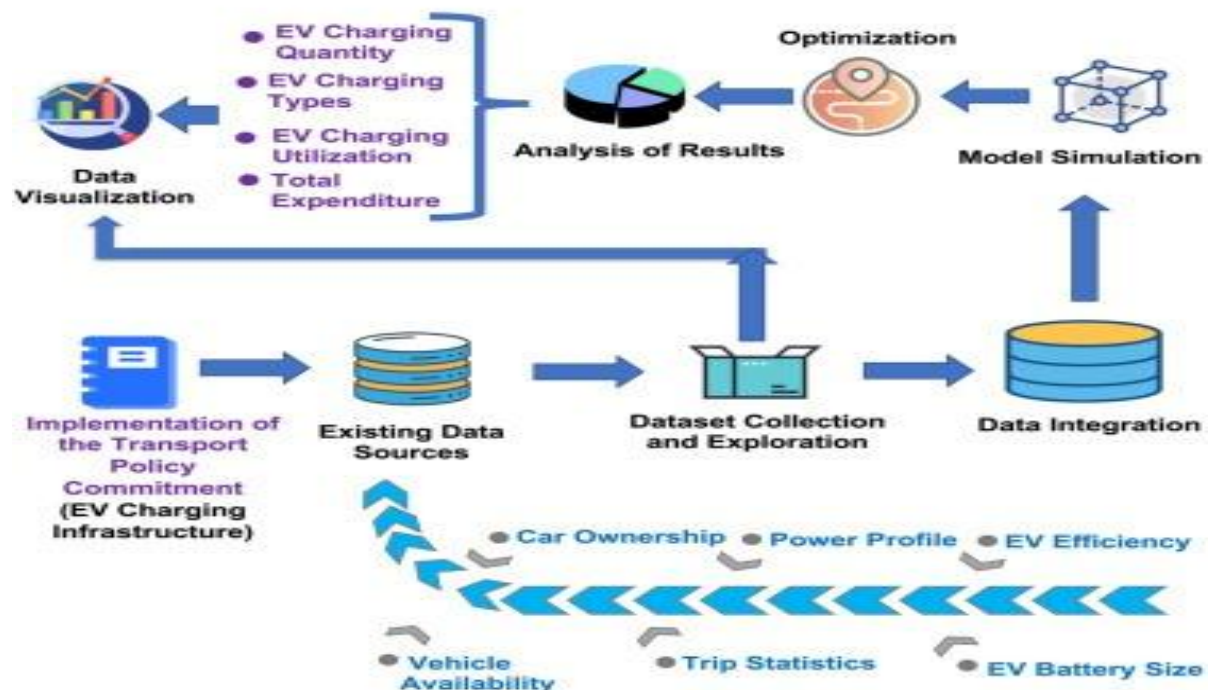 EV Charging
Quantity
EV Charging
Types
EV Charging
Utilization
Total
Expenditure
Optimization
Analysis of Results
Model Simulation
Data
Visualization
Implementation of
the Transport
Policy
Commitment
(EV Charging
Infrastructure)
Existing Data
Sources
Dataset Collection
and Exploration
Data Integration
Car Ownership
Power Profile
EV Efficiency
Vehicle
Availability
Trip Statistics
EV Battery Size